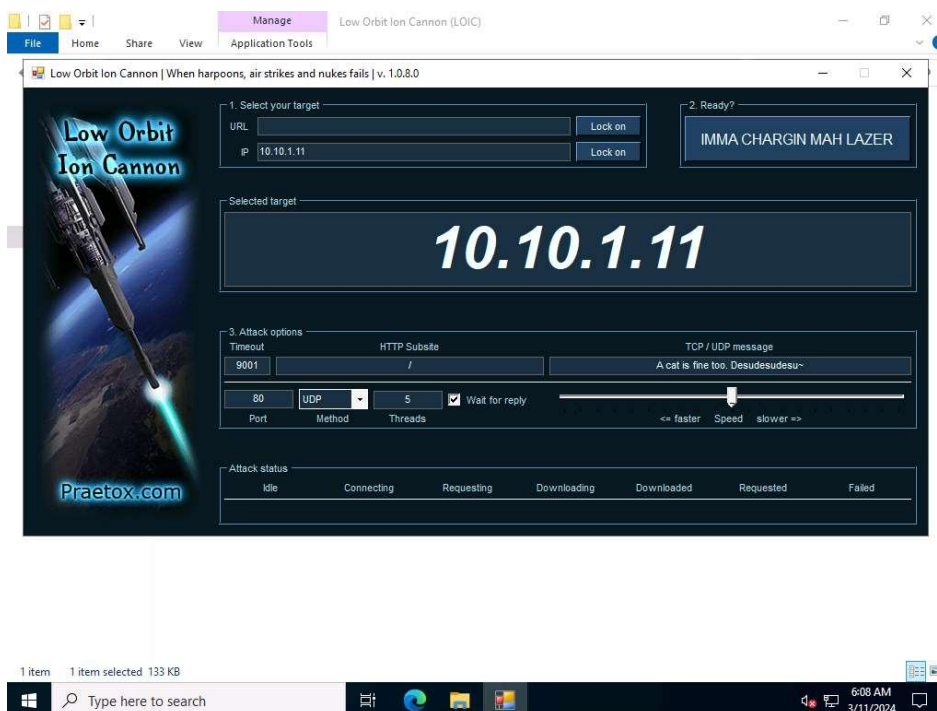 Manage
Low Orbit Ion Cannon (LOIC)
File Home Share View Application Tools
Low Orbit Ion Cannon | When harpoons, air strikes and nukes fails | v. 1.0.8.0
Low Orbit
Ion Cannon
Praetox.com
1. Select your target
URL Lock on
IP 10.10.1.11 Lock on
2. Ready?
IMMA CHARGIN MAH LAZER
Selected target
10.10.1.11
3. Attack options
Timeout HTTP Subsite TCP / UDP message
9001 / A cat is fine too. Desudesudesu~
80 UDP 5 Wait for reply
Port Method Threads <= faster Speed slower =>
Attack status
Idle Connecting Requesting Downloading Downloaded Requested Failed
1 item 1 item selected 133 KB
Type here to search
6:08 AM
3/11/2024